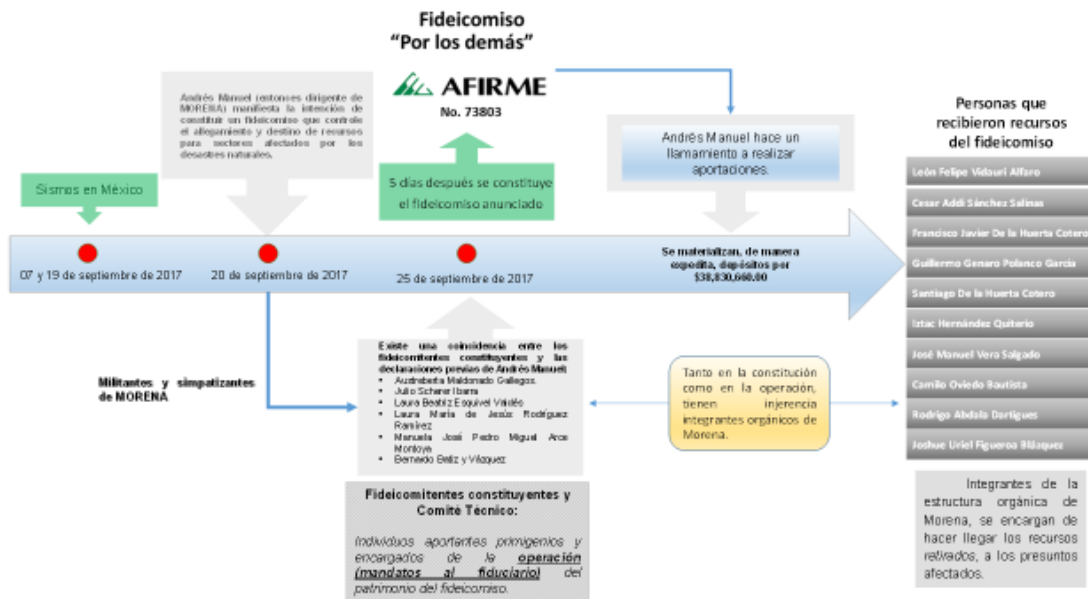 Fideicomiso
“Por los demás”
AFIRME
No. 73803
Andrés Manuel (entonces dirigente de
MORENA) manifiesta la intención de
constituir un fideicomiso que controle
el allegamiento y destino de recursos
para sectores afectados por los
desastres naturales.
Sismos en México
5 días después se constituye
el fideicomiso anunciado
Andrés Manuel hace un
llamamiento a realizar
aportaciones.
07 y 19 de septiembre de 2017
20 de septiembre de 2017
25 de septiembre de 2017
Se materializan, de manera
expedita, depósitos por
$38,830,660.00
Personas que
recibieron recursos
del fideicomiso
León Felipe Vidauri Alfaro
Cesar Addi Sánchez Salinas
Francisco Javier De la Huerta Cotero
Guillermo Genaro Polanco García
Santiago De la Huerta Cotero
Iztac Hernández Quiterio
José Manuel Vera Salgado
Camilo Oviedo Bautista
Rodrigo Abdala Dartigues
Joshue Uriel Figueroa Blázquez
Militantes y simpatizantes
de MORENA
Existe una coincidencia entre los
fideicomitentes constituyentes y las
declaraciones previas de Andrés Manuel:
• Austreberta Maldonado Gallegos.
• Julio Scherer Ibarra
• Laura Beatriz Esquivel Valdés
• Laura María de Jesús Rodríguez
Ramírez
• Manuela José Pedro Miguel Arce
Montoya
• Bernardo Batiz y Vázquez
Tanto en la constitución
como en la operación,
tienen injerencia
integrantes orgánicos de
Morena.
Fideicomitentes constituyentes y
Comité Técnico:
Individuos aportantes primigenios y
encargados de la operación
(mandatos al fiduciario) del
patrimonio del fideicomiso.
Integrantes de la
estructura orgánica de
Morena, se encargan de
hacer llegar los recursos
retirados, a los presuntos
afectados.